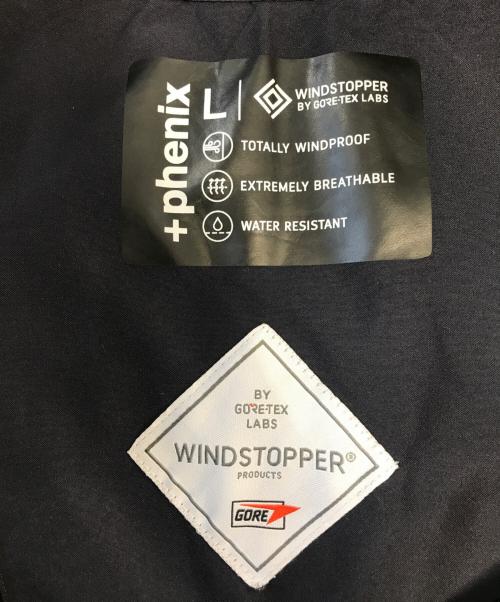 +phenix
L
WINDSTOPPER
BY GORE-TEX LABS
TOTALLY WINDPROOF
EXTREMELY BREATHABLE
WATER RESISTANT
BY
GORE-TEX
LABS
WINDSTOPPER®
PRODUCTS
GORE